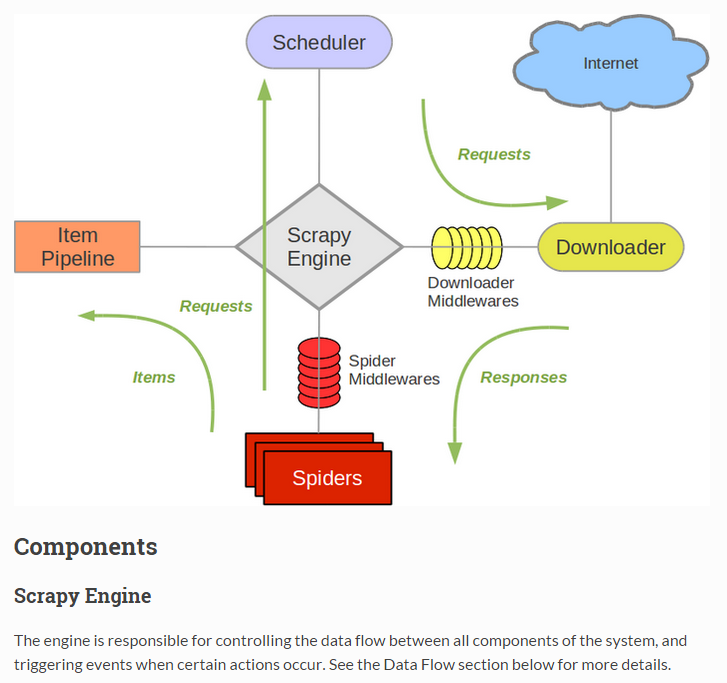 Scheduler
Internet
Requests
Item
Pipeline
Scrapy
Engine
Downloader
Downloader
Middlewares
Requests
Spider
Middlewares
Items
Responses
Spiders
Components
Scrapy Engine
The engine is responsible for controlling the data flow between all components of the system, and
triggering events when certain actions occur. See the Data Flow section below for more details.